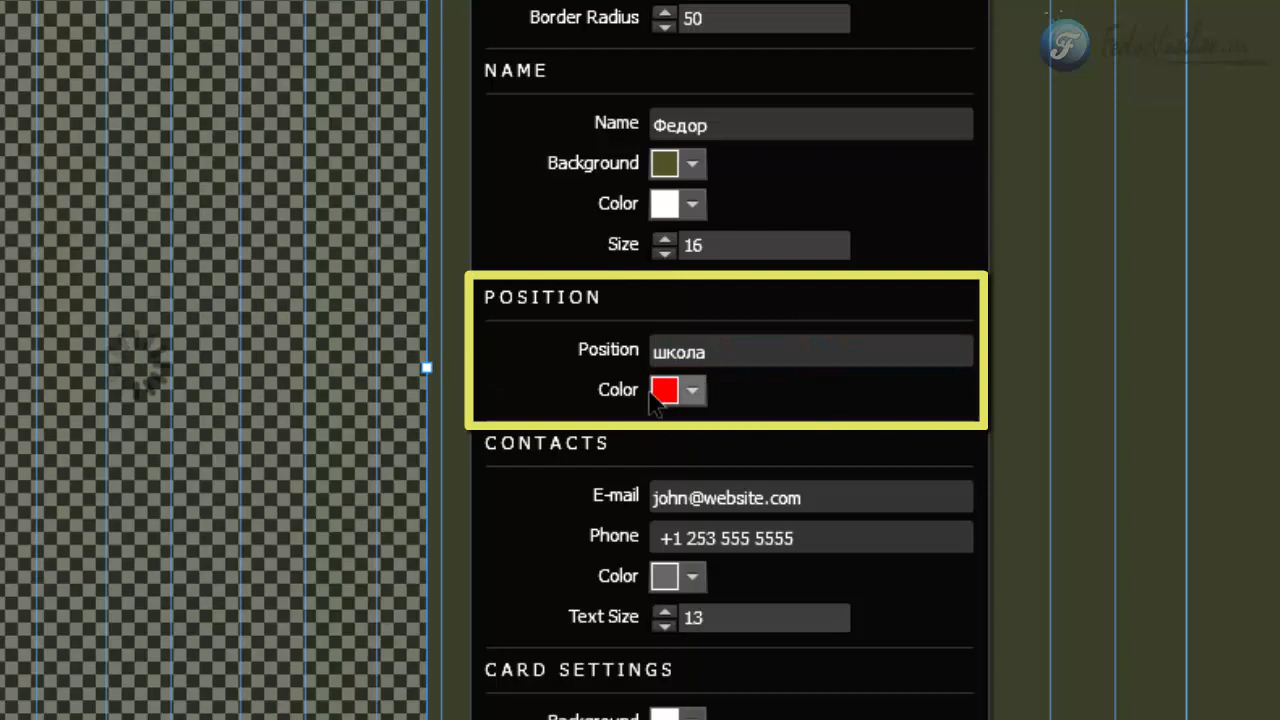 Border Radius 50
NAME
Name Федор
Background
Color
Size 16
POSITION
Position школа
Color
CONTACTS
E-mail john@website.com
Phone +1 253 555 5555
Color
Text Size 13
CARD SETTINGS
Background